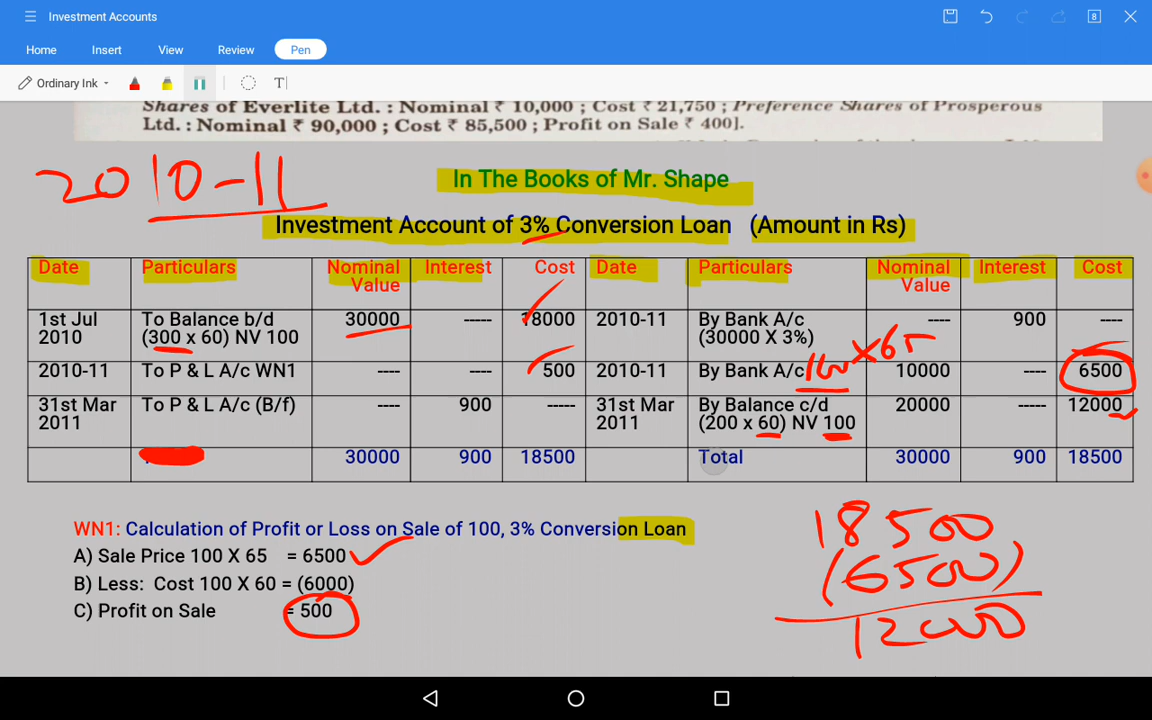 Investment Accounts
8
Home Insert View Review Pen
Ordinary Ink T
Shares of Everlite Ltd. : Nominal ₹ 10,000 ; Cost ₹ 21,750 ; Preference Shares of Prosperous
Ltd. : Nominal ₹ 90,000 ; Cost ₹ 85,500 ; Profit on Sale ₹ 400].
2010-11
In The Books of Mr. Shape
Investment Account of 3% Conversion Loan (Amount in Rs)
Date Particulars Nominal Value Interest Cost Date Particulars Nominal Value Interest Cost
1st Jul 2010 To Balance b/d (300 x 60) NV 100 30000 ----- 18000 2010-11 By Bank A/c (30000 X 3%) ---- 900 ----
2010-11 To P & L A/c WN1 ---- ---- 500 2010-11 By Bank A/c 100 X 65 10000 ---- 6500
31st Mar 2011 To P & L A/c (B/f) ---- 900 ----- 31st Mar 2011 By Balance c/d (200 x 60) NV 100 20000 ----- 12000
30000 900 18500 Total 30000 900 18500
WN1: Calculation of Profit or Loss on Sale of 100, 3% Conversion Loan
A) Sale Price 100 X 65 = 6500
B) Less: Cost 100 X 60 = (6000)
C) Profit on Sale = 500
18500
(6500)
12000